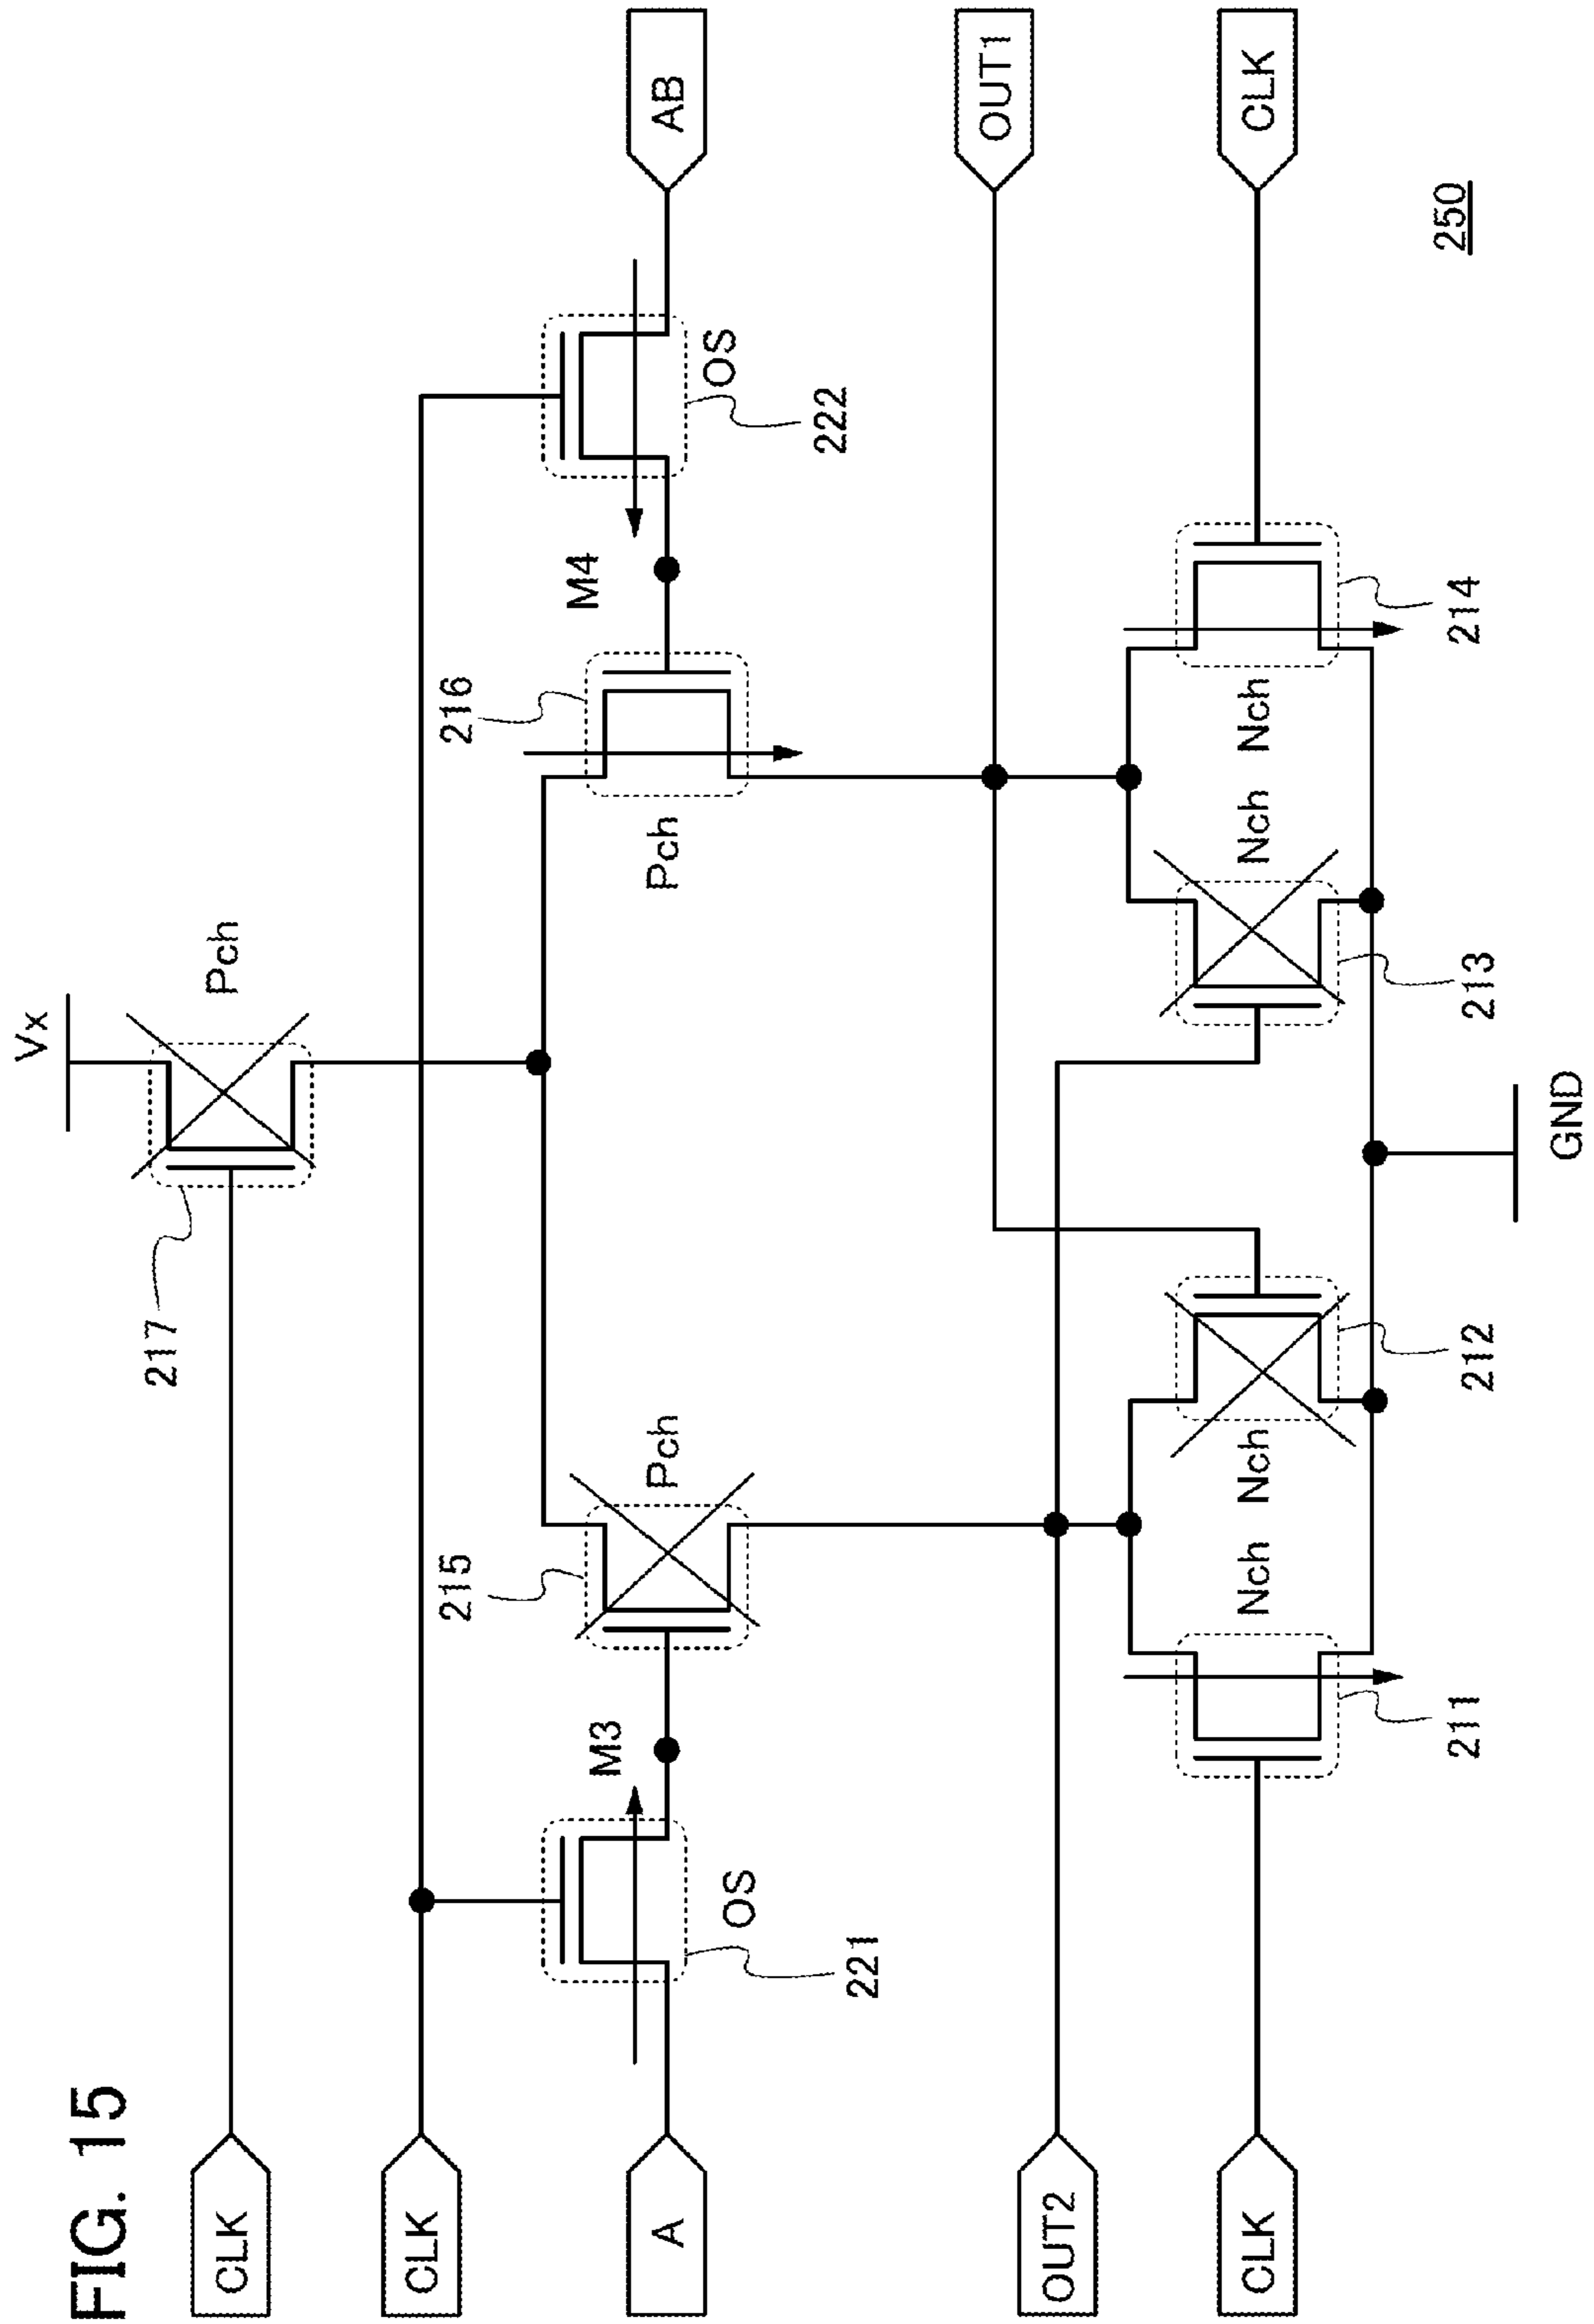 FIG. 15
Vx
CLK
217
Pch
CLK
A
221
OS
M3
215
Pch
216
Pch
M4
222
OS
AB
OUT2
OUT1
CLK
211
Nch
Nch
212
Nch
213
Nch
214
CLK
GND
250